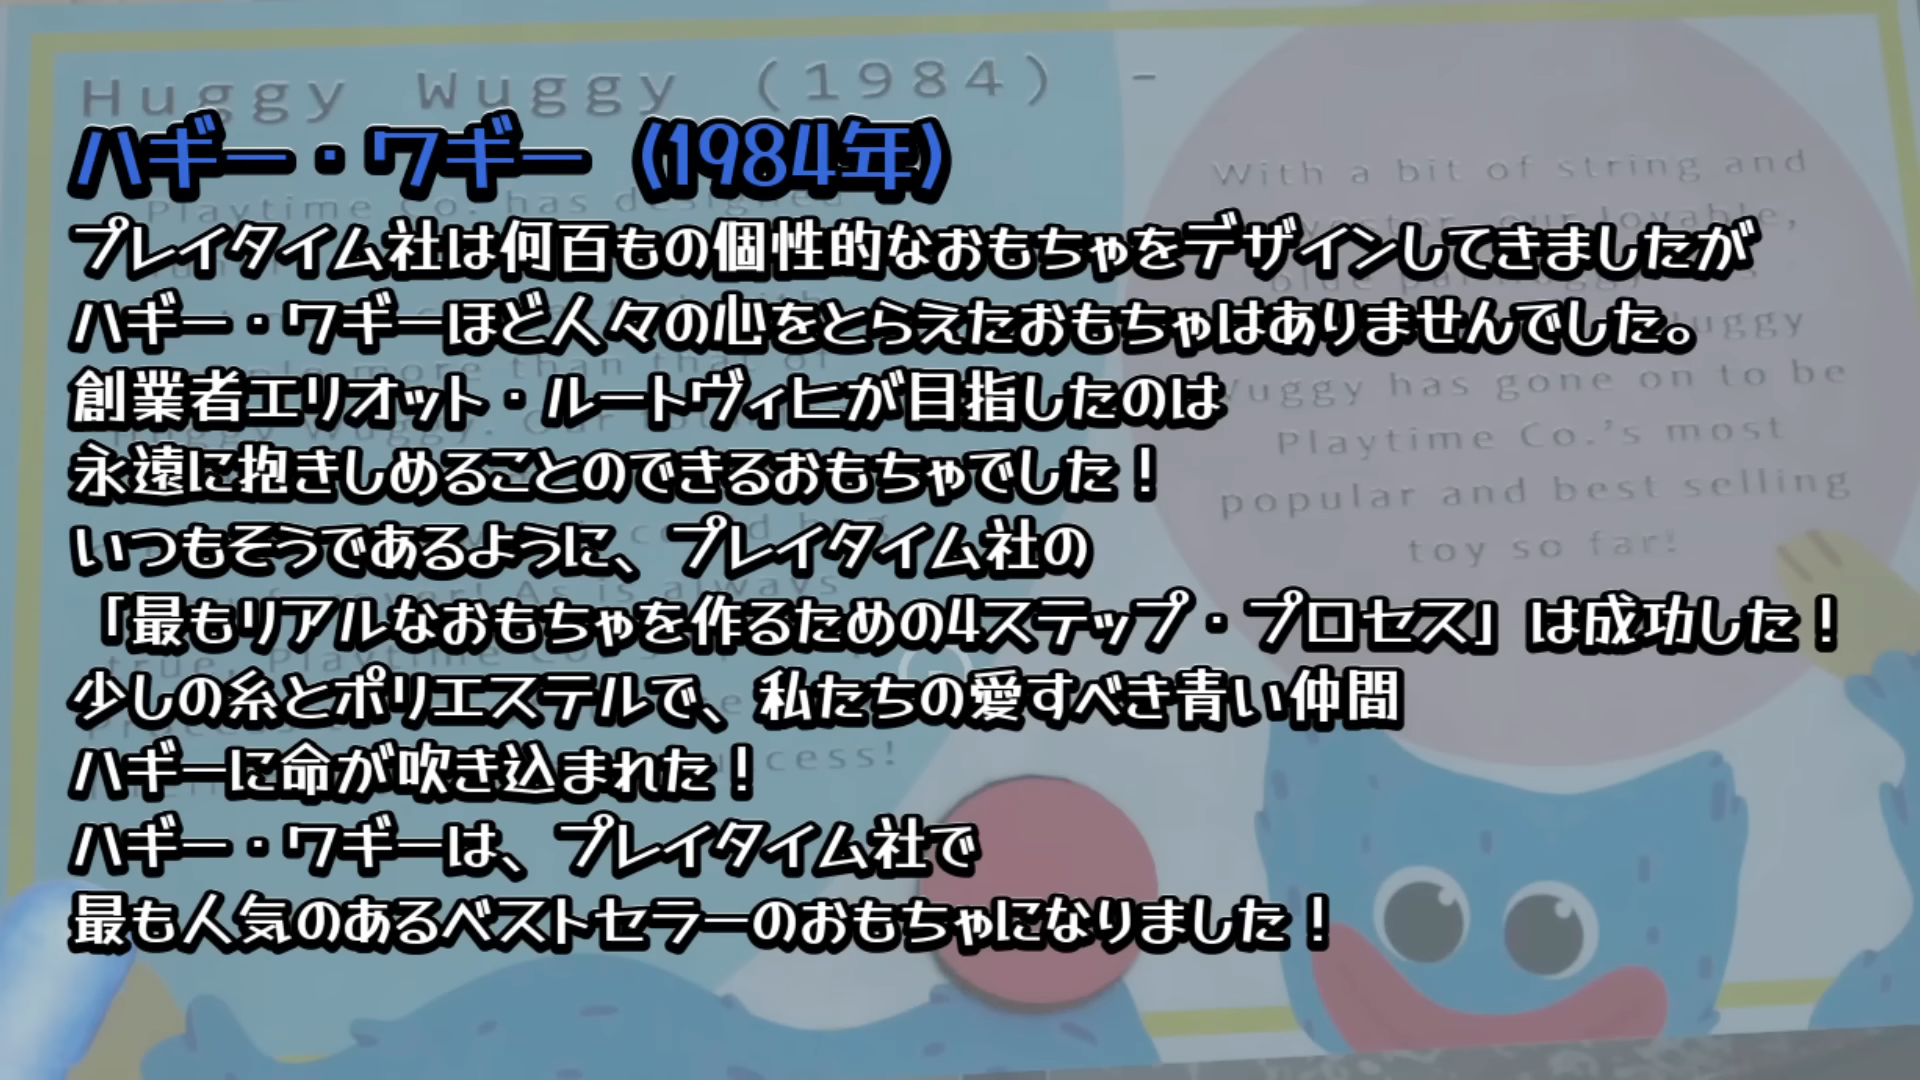 Huggy Wuggy (1984) -
ハギー・ワギー（1984年）
プレイタイム社は何百もの個性的なおもちゃをデザインしてきましたが
ハギー・ワギーほど人々の心をとらえたおもちゃはありませんでした。
創業者エリオット・ルートヴィヒが目指したのは
永遠に抱きしめることのできるおもちゃでした！
いつもそうであるように、プレイタイム社の
「最もリアルなおもちゃを作るための4ステップ・プロセス」は成功した！
少しの糸とポリエステルで、私たちの愛すべき青い仲間
ハギーに命が吹き込まれた！
ハギー・ワギーは、プレイタイム社で
最も人気のあるベストセラーのおもちゃになりました！
Playtime Co. has designed
more than that of
As is always
With a bit of string and
lovable,
Wuggy has gone on to be
Playtime Co.'s most
popular and best selling
toy so far!